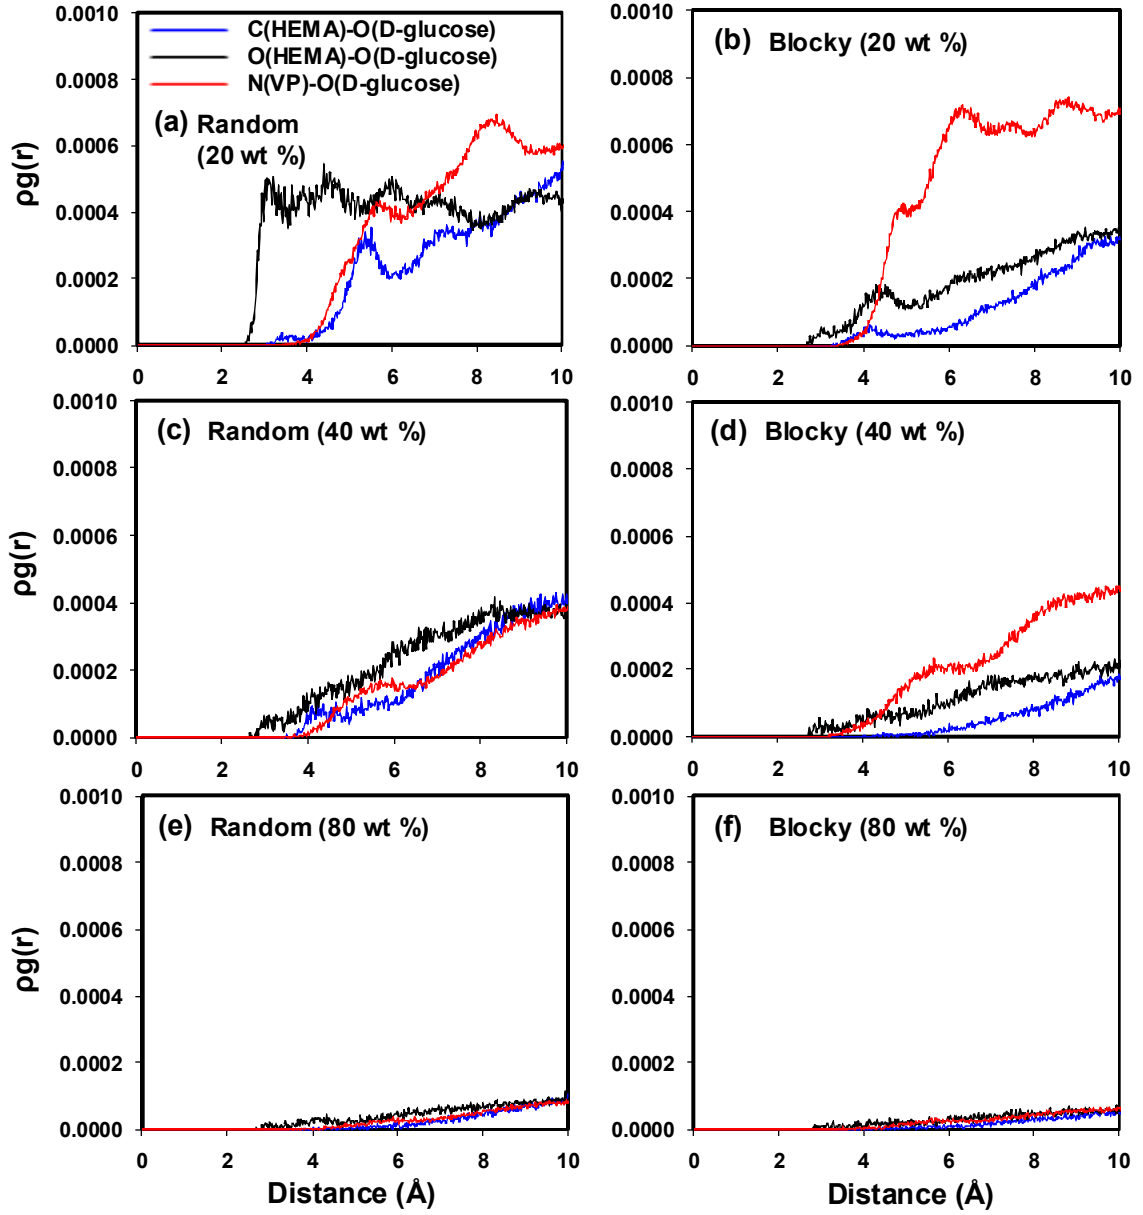 C(HEMA)-O(D-glucose)
O(HEMA)-O(D-glucose)
N(VP)-O(D-glucose)
(a) Random
(20 wt %)
ρg(r)
0.0010
0.0008
0.0006
0.0004
0.0002
0.0000
0 2 4 6 8 10
(b) Blocky (20 wt %)
0.0010
0.0008
0.0006
0.0004
0.0002
0.0000
0 2 4 6 8 10
(c) Random (40 wt %)
ρg(r)
0.0010
0.0008
0.0006
0.0004
0.0002
0.0000
0 2 4 6 8 10
(d) Blocky (40 wt %)
0.0010
0.0008
0.0006
0.0004
0.0002
0.0000
0 2 4 6 8 10
(e) Random (80 wt %)
ρg(r)
0.0010
0.0008
0.0006
0.0004
0.0002
0.0000
0 2 4 6 8 10
Distance (Å)
(f) Blocky (80 wt %)
0.0010
0.0008
0.0006
0.0004
0.0002
0.0000
0 2 4 6 8 10
Distance (Å)